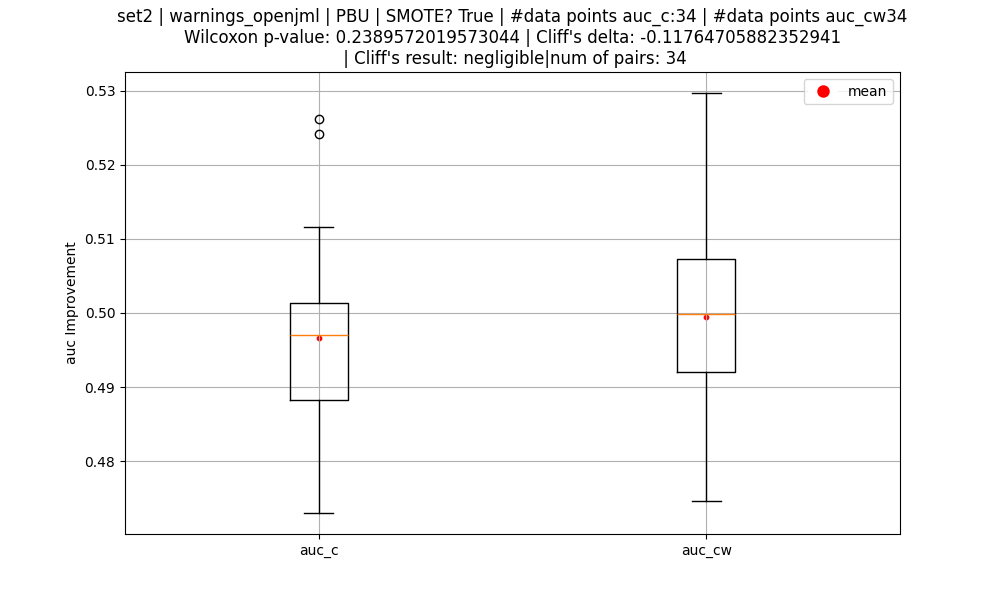 set2 | warnings_openjml | PBU | SMOTE? True | #data points auc_c:34 | #data points auc_cw34
Wilcoxon p-value: 0.2389572019573044 | Cliff's delta: -0.11764705882352941
| Cliff's result: negligible|num of pairs: 34
mean
0.53
0.52
0.51
0.50
0.49
0.48
auc Improvement
auc_c
auc_cw